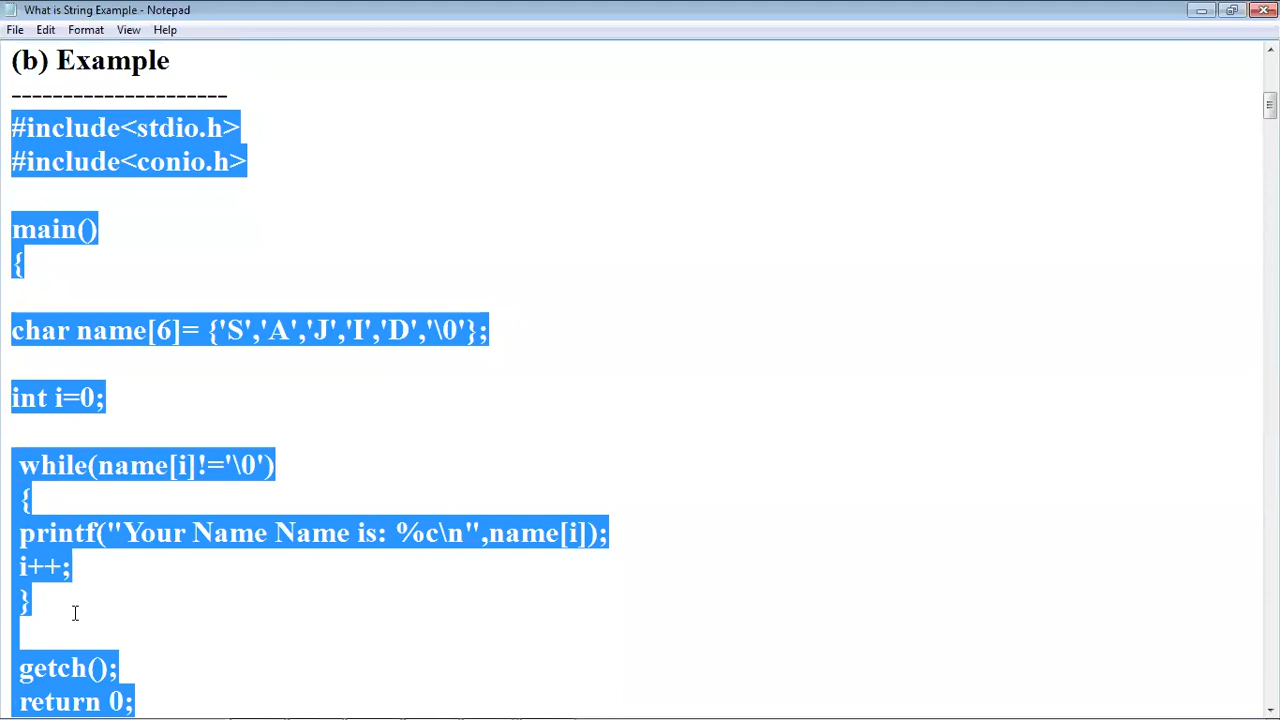 What is String Example - Notepad
File Edit Format View Help
(b) Example
---------------------
#include<stdio.h>
#include<conio.h>
main()
{
char name[6]= {'S','A','J','I','D','\0'};
int i=0;
while(name[i]!='\0')
{
printf("Your Name Name is: %c\n",name[i]);
i++;
}
getch();
return 0;